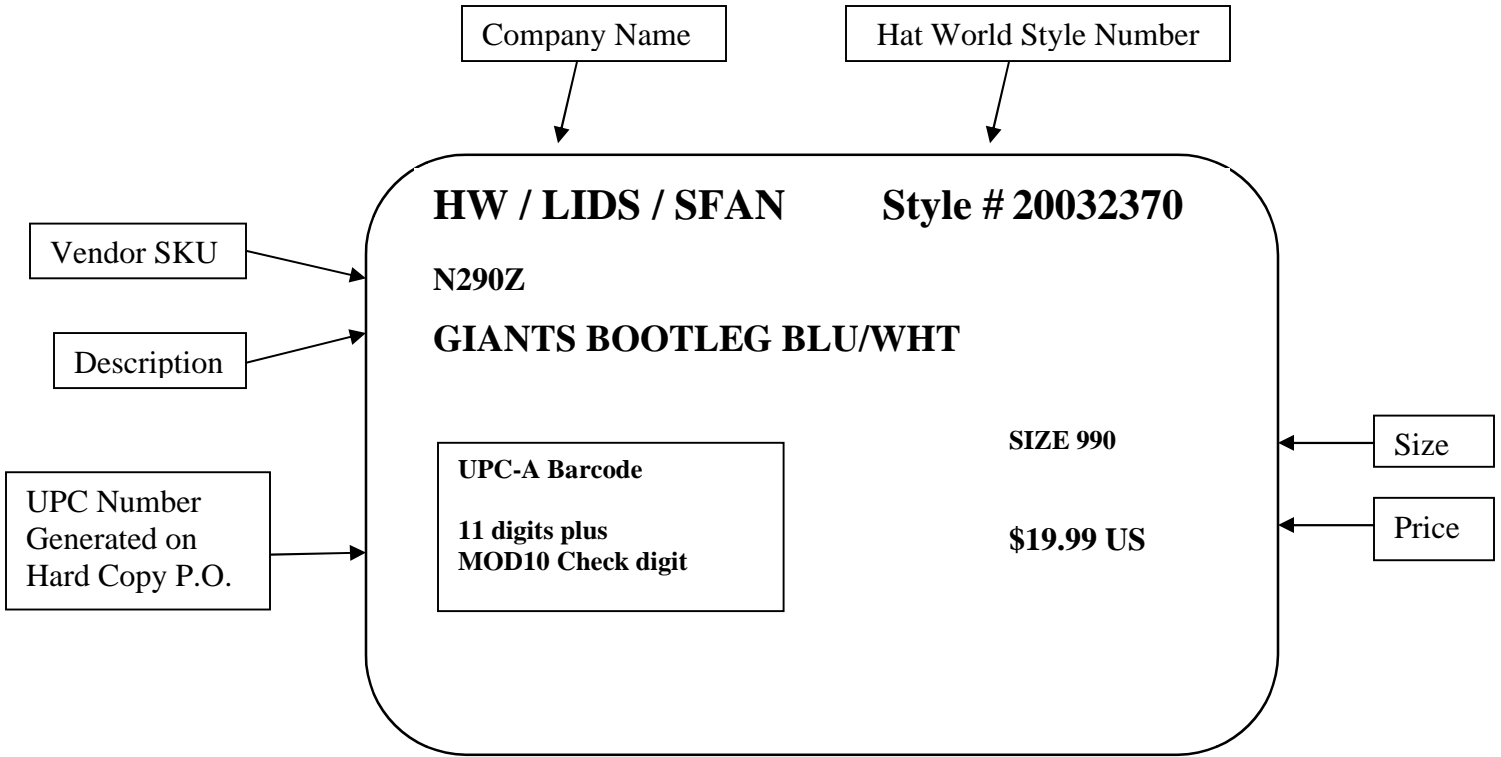 Company Name
Hat World Style Number
HW / LIDS / SFAN Style # 20032370
Vendor SKU
N290Z
GIANTS BOOTLEG BLU/WHT
Description
SIZE 990
Size
UPC-A Barcode
11 digits plus
MOD10 Check digit
UPC Number
Generated on
Hard Copy P.O.
$19.99 US
Price